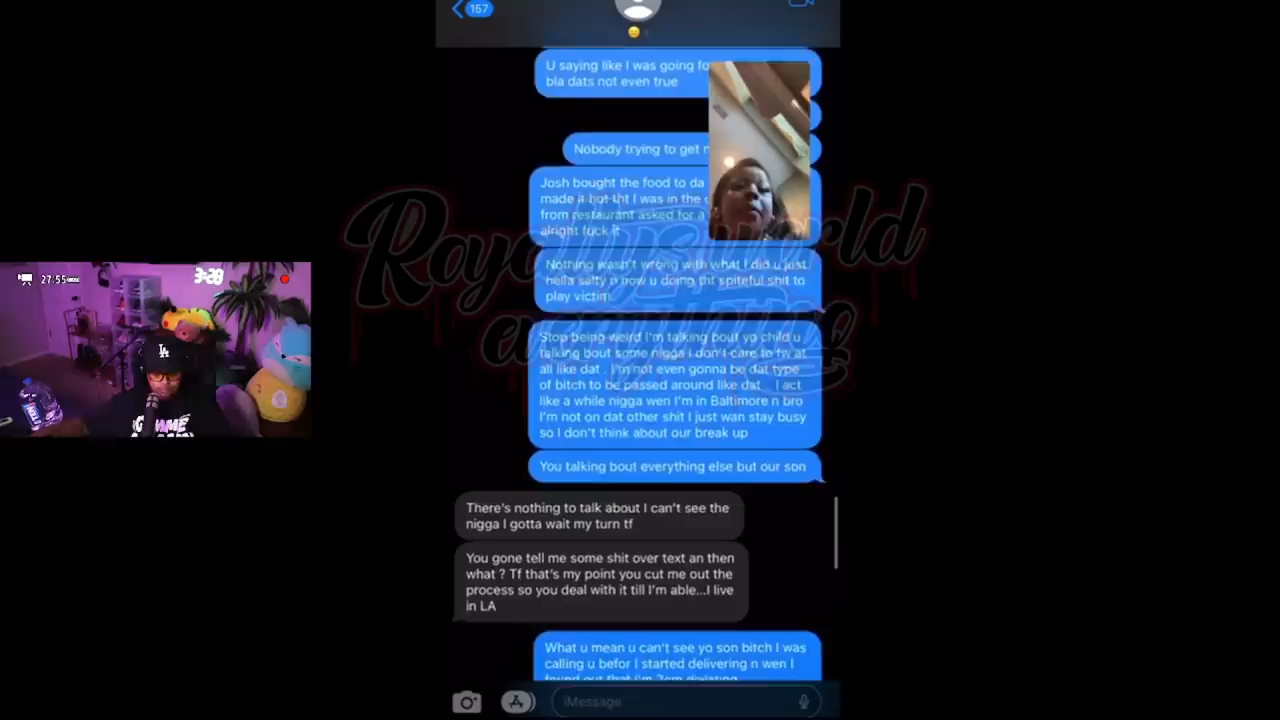 157
U saying like I was going fo
bla dats not even true
Nobody trying to get
Josh bought the food to da
made it hot tht I was in the
from restaurant asked for a
alright fuck it
Nothing wasn't wrong with what I did u just
hella salty n now u doing tht spiteful shit to
play victim
Stop being weird I'm talking bout yo child u
talking bout some nigga I don't care to fw at
all like dat . I'm not even gonna be dat type
of bitch to be passed around like dat . I act
like a while nigga wen I'm in Baltimore n bro
I'm not on dat other shit I just wan stay busy
so I don't think about our break up
You talking bout everything else but our son
There's nothing to talk about I can't see the
nigga I gotta wait my turn tf
You gone tell me some shit over text an then
what ? Tf that's my point you cut me out the
process so you deal with it till I'm able...I live
in LA
What u mean u can't see yo son bitch I was
calling u befor I started delivering n wen I
found out that I'm
iMessage
Royaltysworld
everything
27:55
3:28
LA